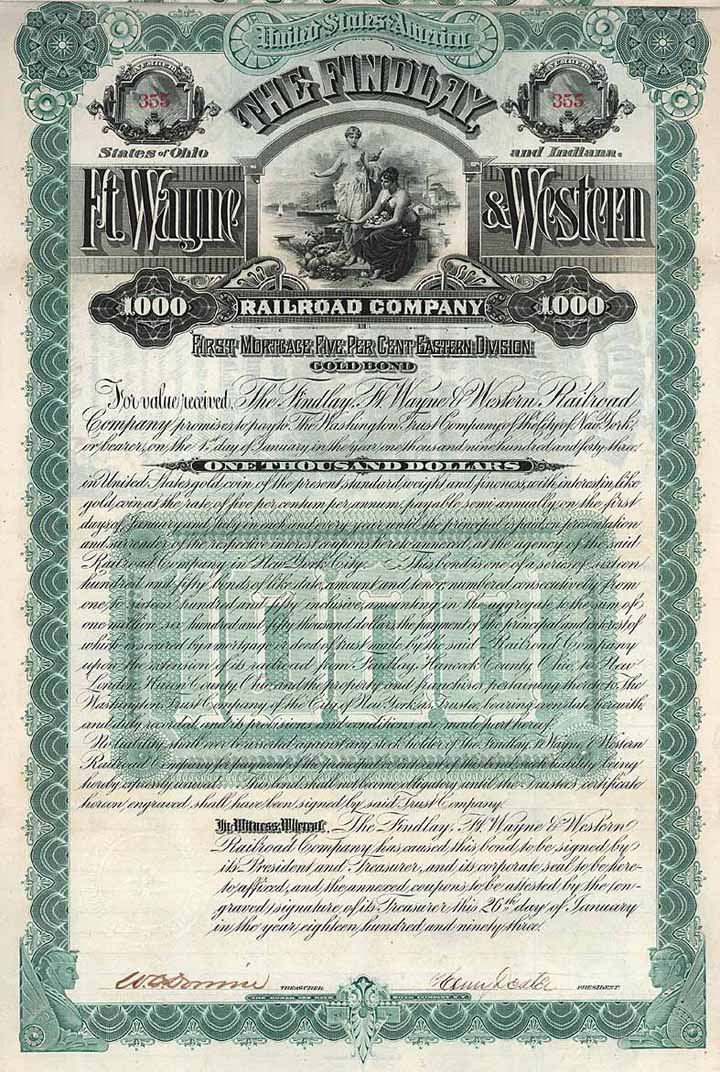 United States of America
THE FINDLAY,
NUMBER NUMBER
355 355
States of Ohio and Indiana.
Ft Wayne & Western
1000 RAILROAD COMPANY 1000
FIRST MORTGAGE FIVE PER CENT EASTERN DIVISION
GOLD BOND
For value received, The Findlay, Ft. Wayne & Western Railroad
Company promises to pay to The Washington Trust Company of the City of New York,
or bearer, on the 1st day of January in the year, one thousand nine hundred and forty three,
ONE THOUSAND DOLLARS
in United States gold coin of the present standard weight and fineness, with interest in like
gold coin at the rate of five per centum per annum, payable semi-annually on the first
days of January and July in each and every year until the principal is paid, on presentation
and surrender of the respective interest coupons hereto annexed, at the agency of the said
Railroad Company in New York City. This bond is one of a series of sixteen
hundred and fifty bonds of like date, amount and tenor, numbered consecutively from
one to sixteen hundred and fifty inclusive, amounting in the aggregate to the sum of
one million six hundred and fifty thousand dollars, the payment of the principal and interest of
which is secured by a mortgage or deed of trust made by the said Railroad Company
upon the extension of its railroad from Findlay, Hancock County Ohio, to New
London, Huron County, Ohio, and the property and franchises pertaining thereto, to The
Washington Trust Company of the City of New York, as Trustee, bearing even date herewith
and duly recorded, and its provisions and conditions are made part hereof.
No liability shall ever be asserted against any stockholder of The Findlay, Ft. Wayne & Western
Railroad Company for payment of the principal or interest of this bond, such liability being
hereby expressly waived. This bond shall not become obligatory until the Trustee's certificate
hereon engraved shall have been signed by said Trust Company.
In Witness Whereof, The Findlay, Ft. Wayne & Western
Railroad Company has caused this bond to be signed by
its President and Treasurer, and its corporate seal to be here-
to affixed, and the annexed coupons to be attested by the (en-
graved) signature of its Treasurer this 26th day of January
in the year eighteen hundred and ninety three.
TREASURER. Henry Dexter PRESIDENT.
1000